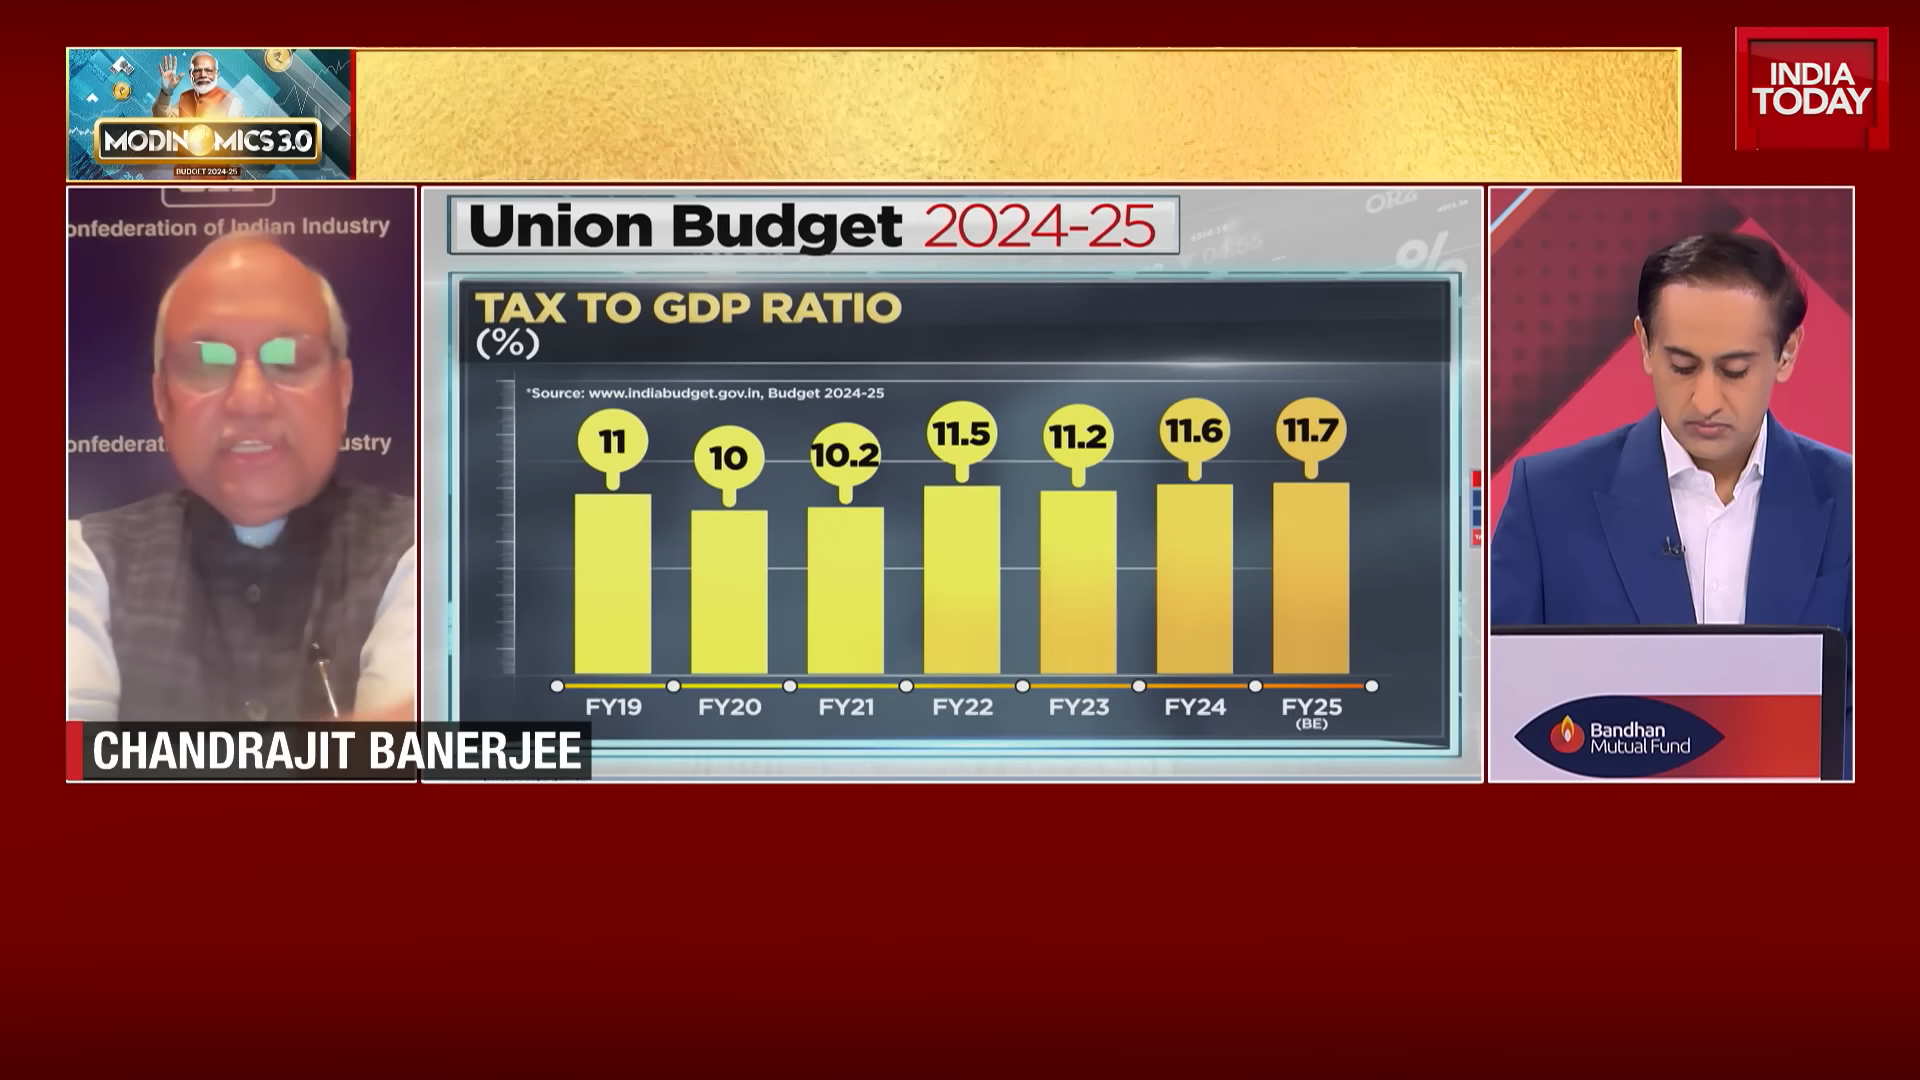 MODINOMICS 3.0
BUDGET 2024-25
INDIA
TODAY
onfederation of Indian Industry
onfederat
ustry
Union Budget 2024-25
TAX TO GDP RATIO
(%)
*Source: www.indiabudget.gov.in, Budget 2024-25
11
10
10.2
11.5
11.2
11.6
11.7
FY19
FY20
FY21
FY22
FY23
FY24
FY25
(BE)
CHANDRAJIT BANERJEE
Bandhan
Mutual Fund